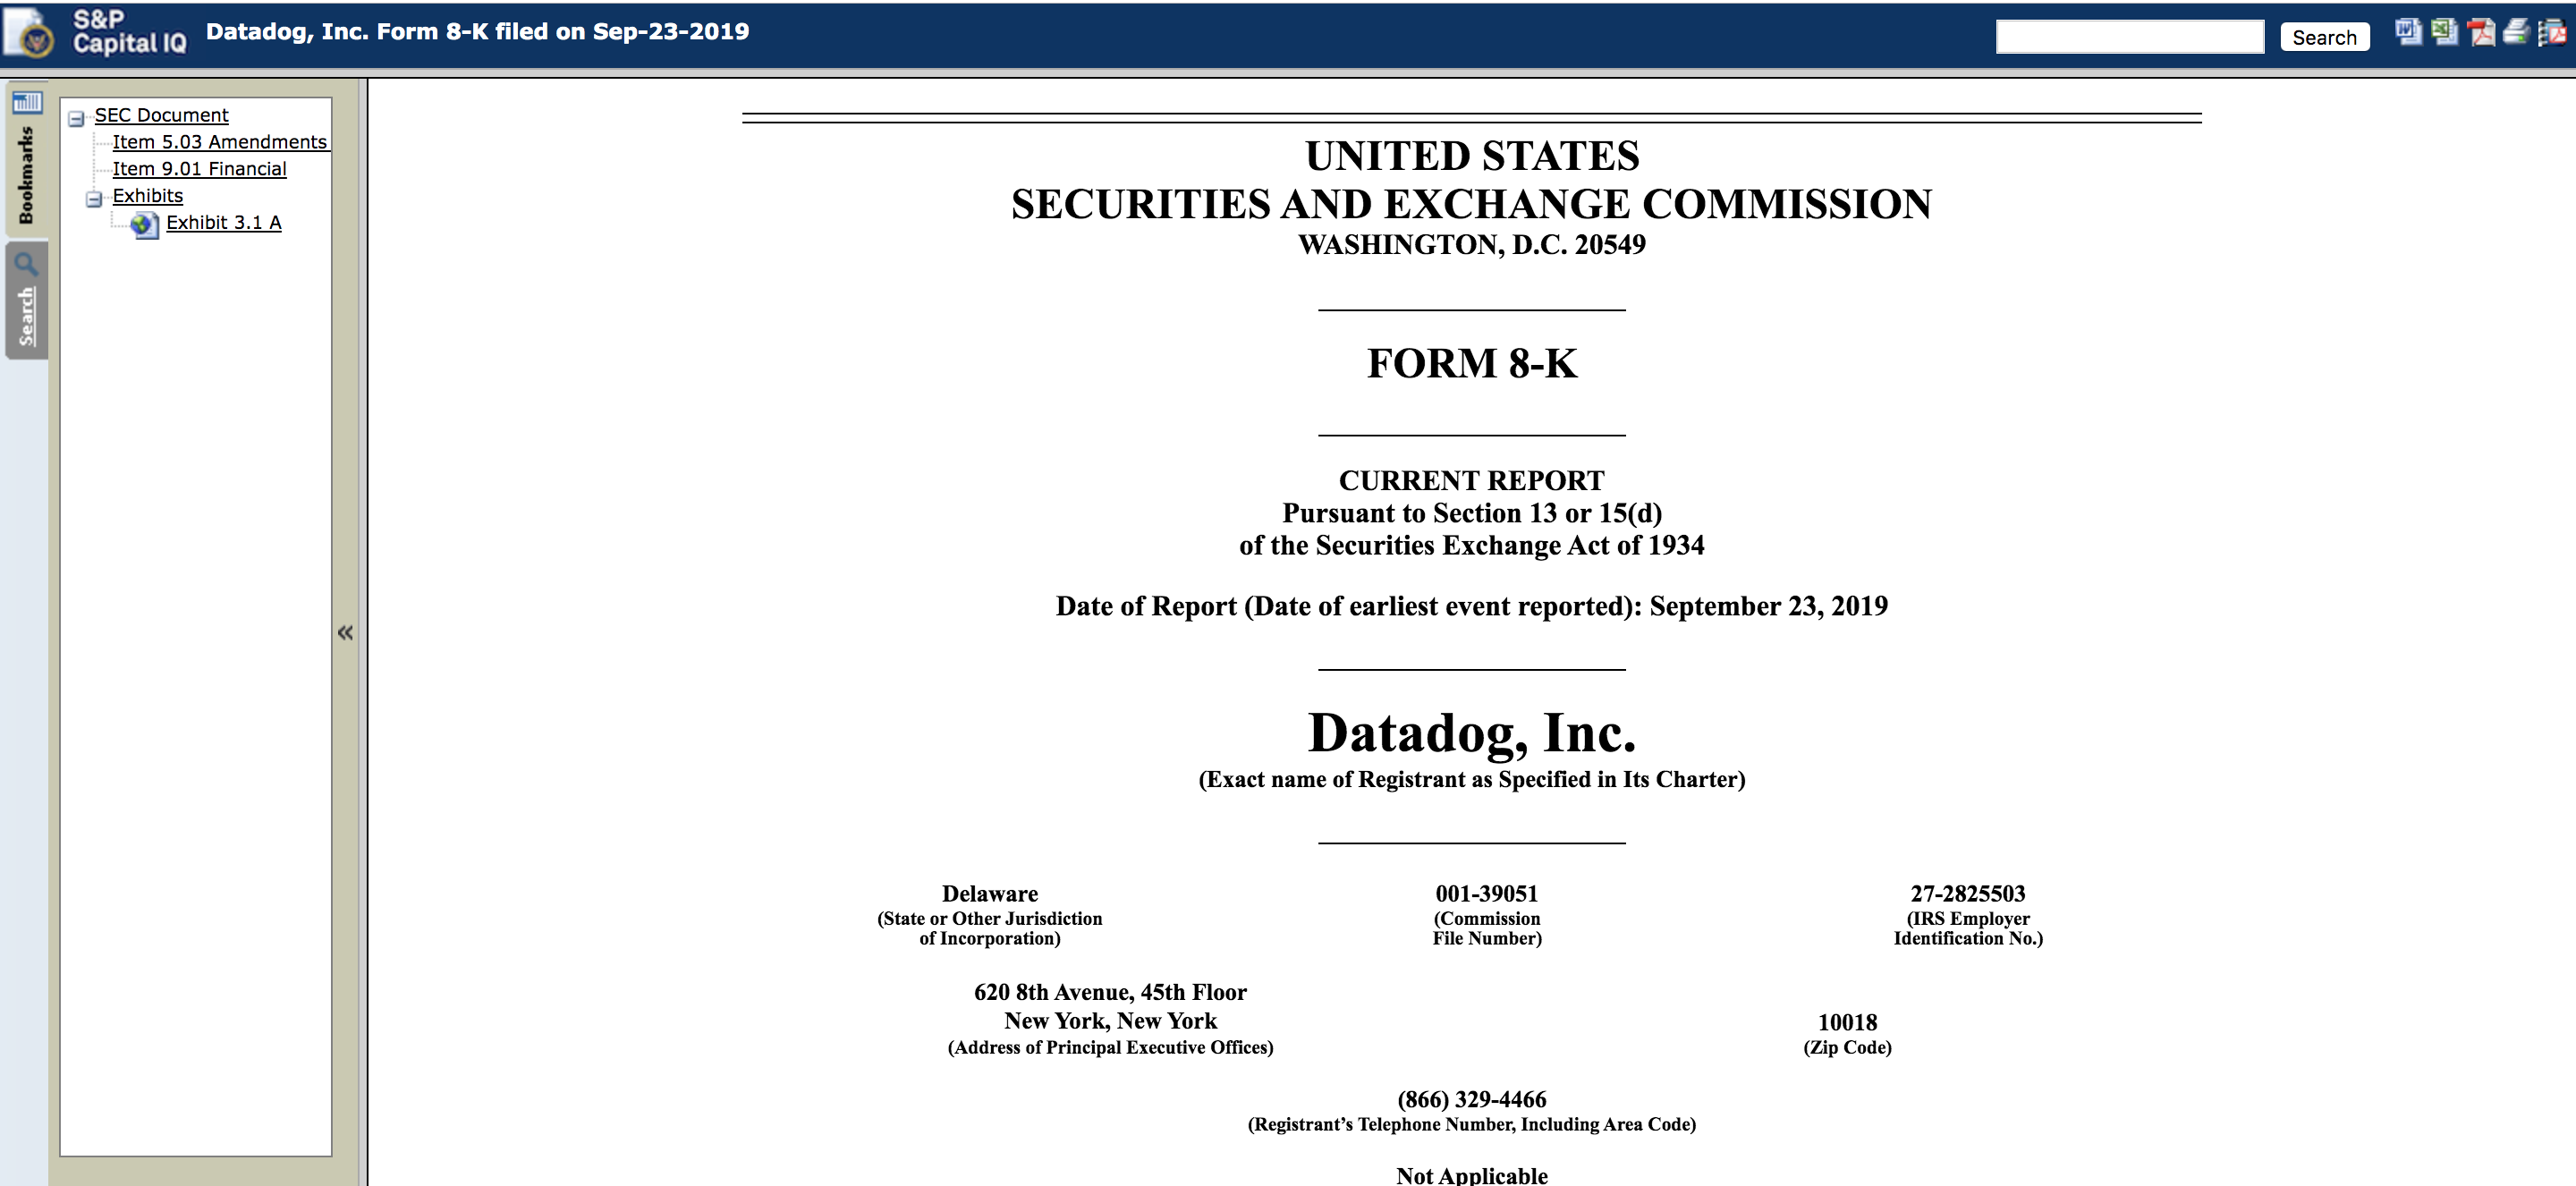 S&P
Capital IQ
Datadog, Inc. Form 8-K filed on Sep-23-2019
Search
Bookmarks
Search
SEC Document
Item 5.03 Amendments
Item 9.01 Financial
Exhibits
Exhibit 3.1 A
«
UNITED STATES
SECURITIES AND EXCHANGE COMMISSION
WASHINGTON, D.C. 20549
FORM 8-K
CURRENT REPORT
Pursuant to Section 13 or 15(d)
of the Securities Exchange Act of 1934
Date of Report (Date of earliest event reported): September 23, 2019
Datadog, Inc.
(Exact name of Registrant as Specified in Its Charter)
Delaware 001-39051 27-2825503
(State or Other Jurisdiction (Commission (IRS Employer
of Incorporation) File Number) Identification No.)
620 8th Avenue, 45th Floor
New York, New York 10018
(Address of Principal Executive Offices) (Zip Code)
(866) 329-4466
(Registrant’s Telephone Number, Including Area Code)
Not Applicable